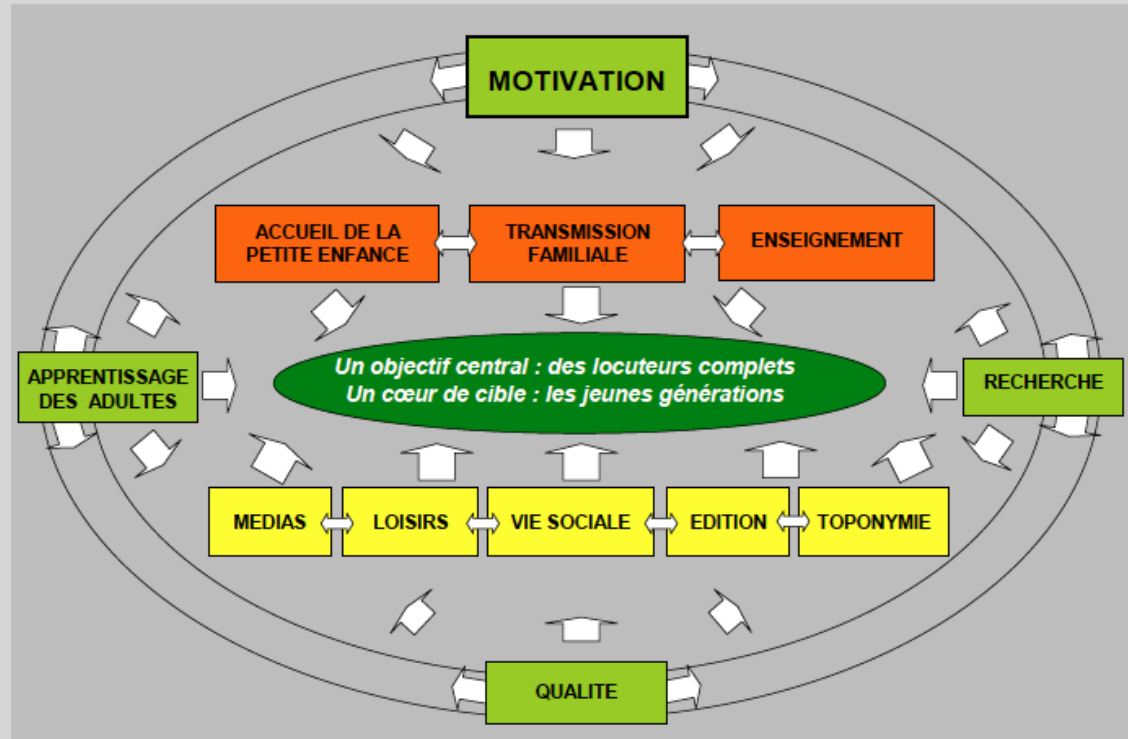 MOTIVATION
ACCUEIL DE LA
PETITE ENFANCE
TRANSMISSION
FAMILIALE
ENSEIGNEMENT
Un objectif central : des locuteurs complets
Un cœur de cible : les jeunes générations
APPRENTISSAGE
DES ADULTES
RECHERCHE
MEDIAS
LOISIRS
VIE SOCIALE
EDITION
TOPONYMIE
QUALITE